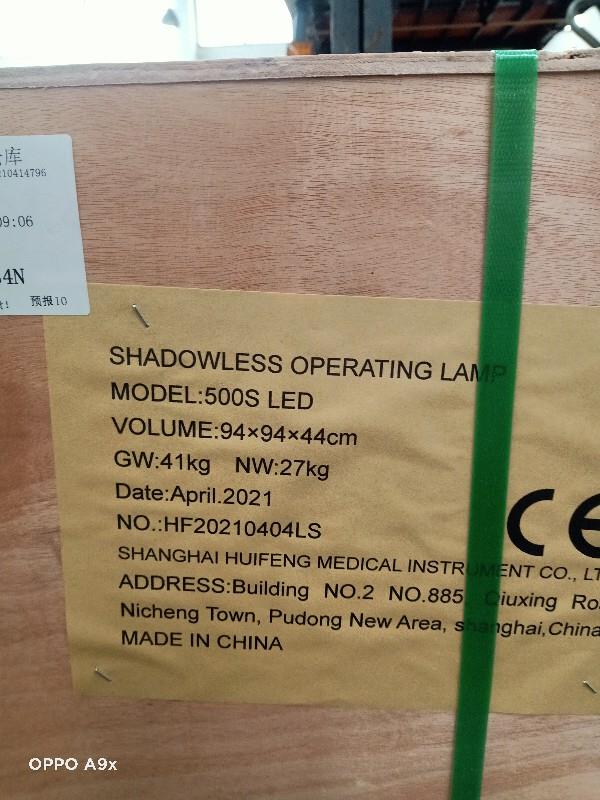 库
10414796
09:06
4N
预报10
SHADOWLESS OPERATING LAMP
MODEL:500S LED
VOLUME:94×94×44cm
GW:41kg NW:27kg
Date:April.2021
NO.:HF20210404LS
CE
SHANGHAI HUIFENG MEDICAL INSTRUMENT CO., LT
ADDRESS:Building NO.2 NO.885 Qiuxing Ro
Nicheng Town, Pudong New Area, shanghai,China
MADE IN CHINA
OPPO A9x